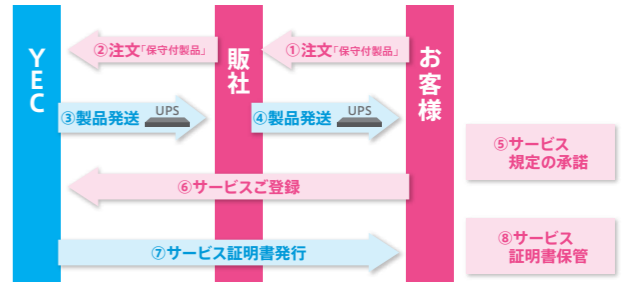 YEC
販社
お客様
②注文「保守付製品」
①注文「保守付製品」
③製品発送
UPS
④製品発送
UPS
⑤サービス
規定の承諾
⑥サービスご登録
⑦サービス証明書発行
⑧サービス
証明書保管